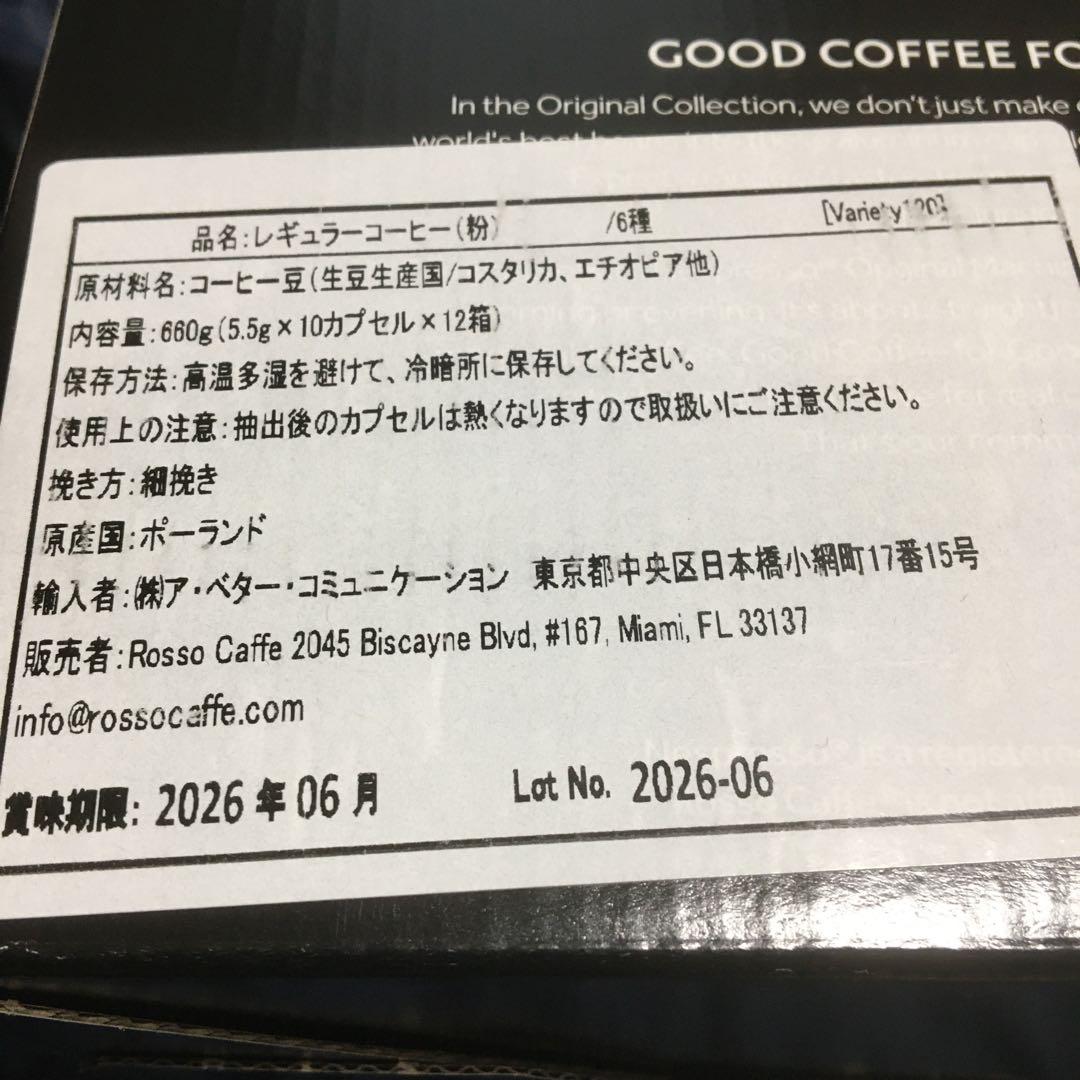 GOOD COFFEE
In the Original Collection, we don't just make
world's best
品名:レギュラーコーヒー(粉) /6種 [Variety120]
原材料名:コーヒー豆(生豆生産国/コスタリカ、エチオピア他)
内容量:660g(5.5g×10カプセル×12箱)
保存方法:高温多湿を避けて、冷暗所に保存してください。
使用上の注意:抽出後のカプセルは熱くなりますので取扱いにご注意ください。
挽き方:細挽き
原産国:ポーランド
輸入者:㈱ア・ベター・コミュニケーション 東京都中央区日本橋小網町17番15号
販売者:Rosso Caffe 2045 Biscayne Blvd, #167, Miami, FL 33137
info@rossocaffe.com
賞味期限: 2026 年 06 月 Lot No. 2026-06